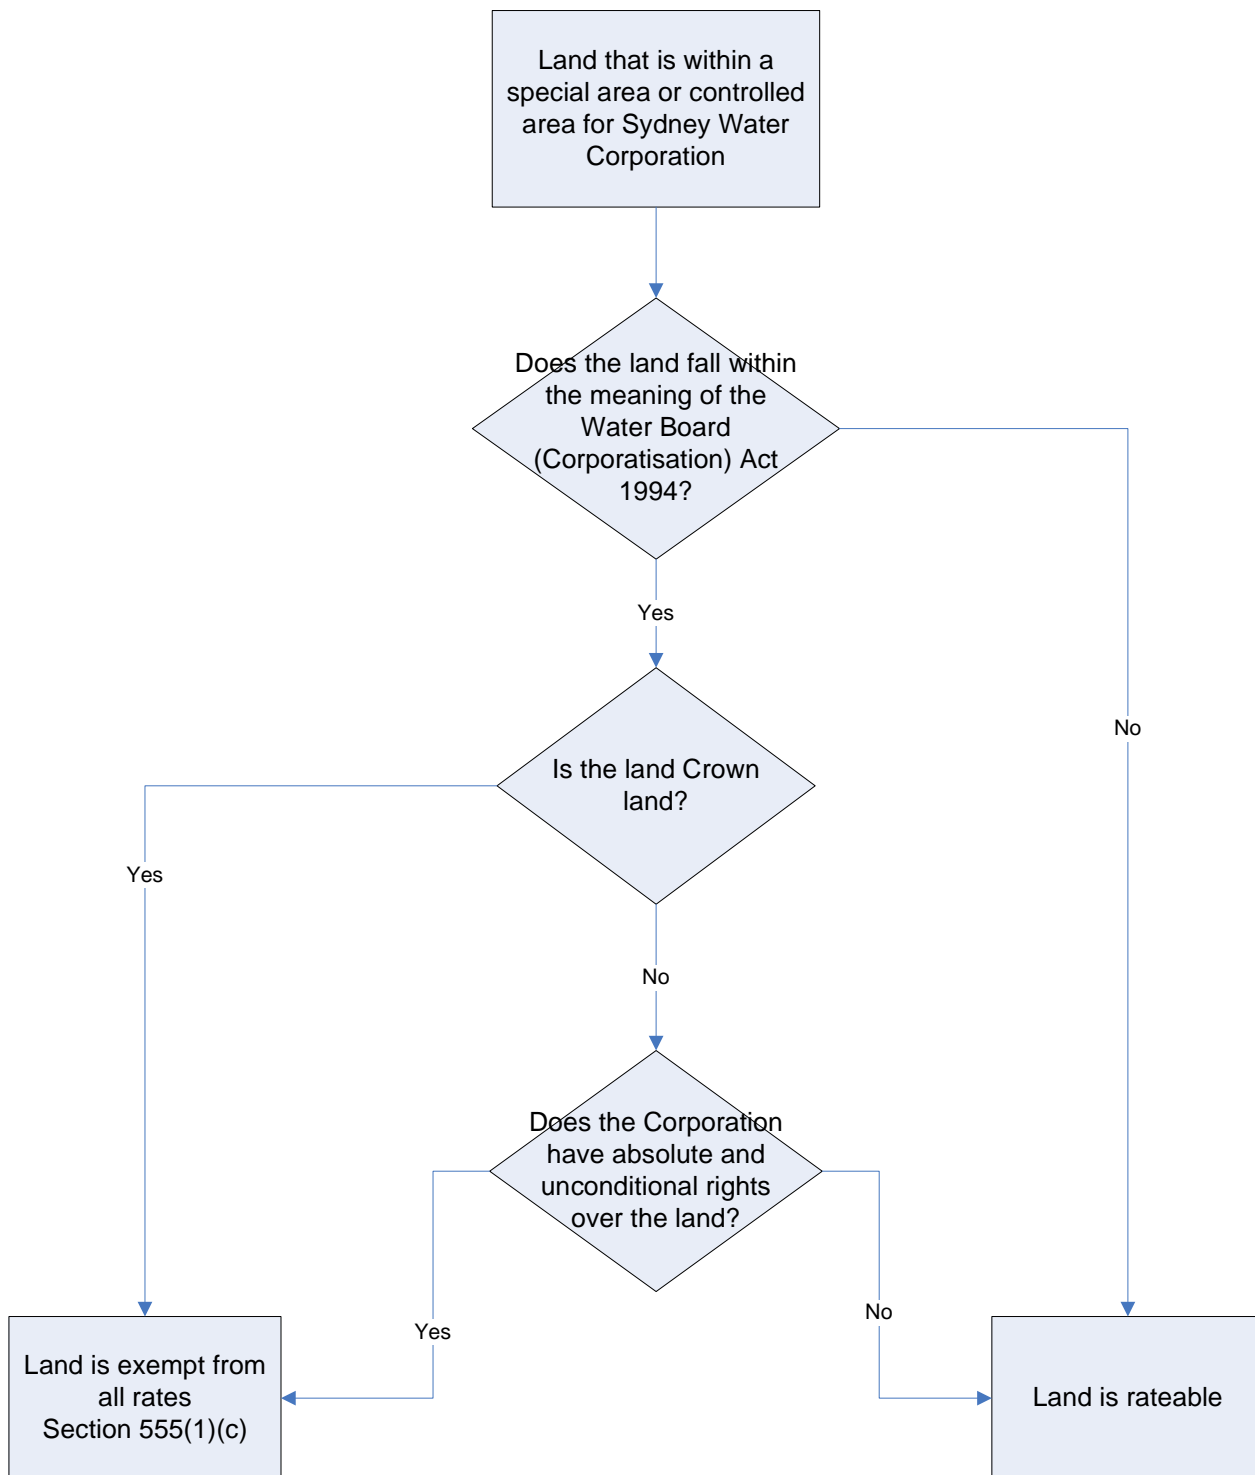 Land that is within a
special area or controlled
area for Sydney Water
Corporation
Does the land fall within
the meaning of the
Water Board
(Corporatisation) Act
1994?
Yes
No
Is the land Crown
land?
Yes
No
Does the Corporation
have absolute and
unconditional rights
over the land?
Yes
No
Land is exempt from
all rates
Section 555(1)(c)
Land is rateable